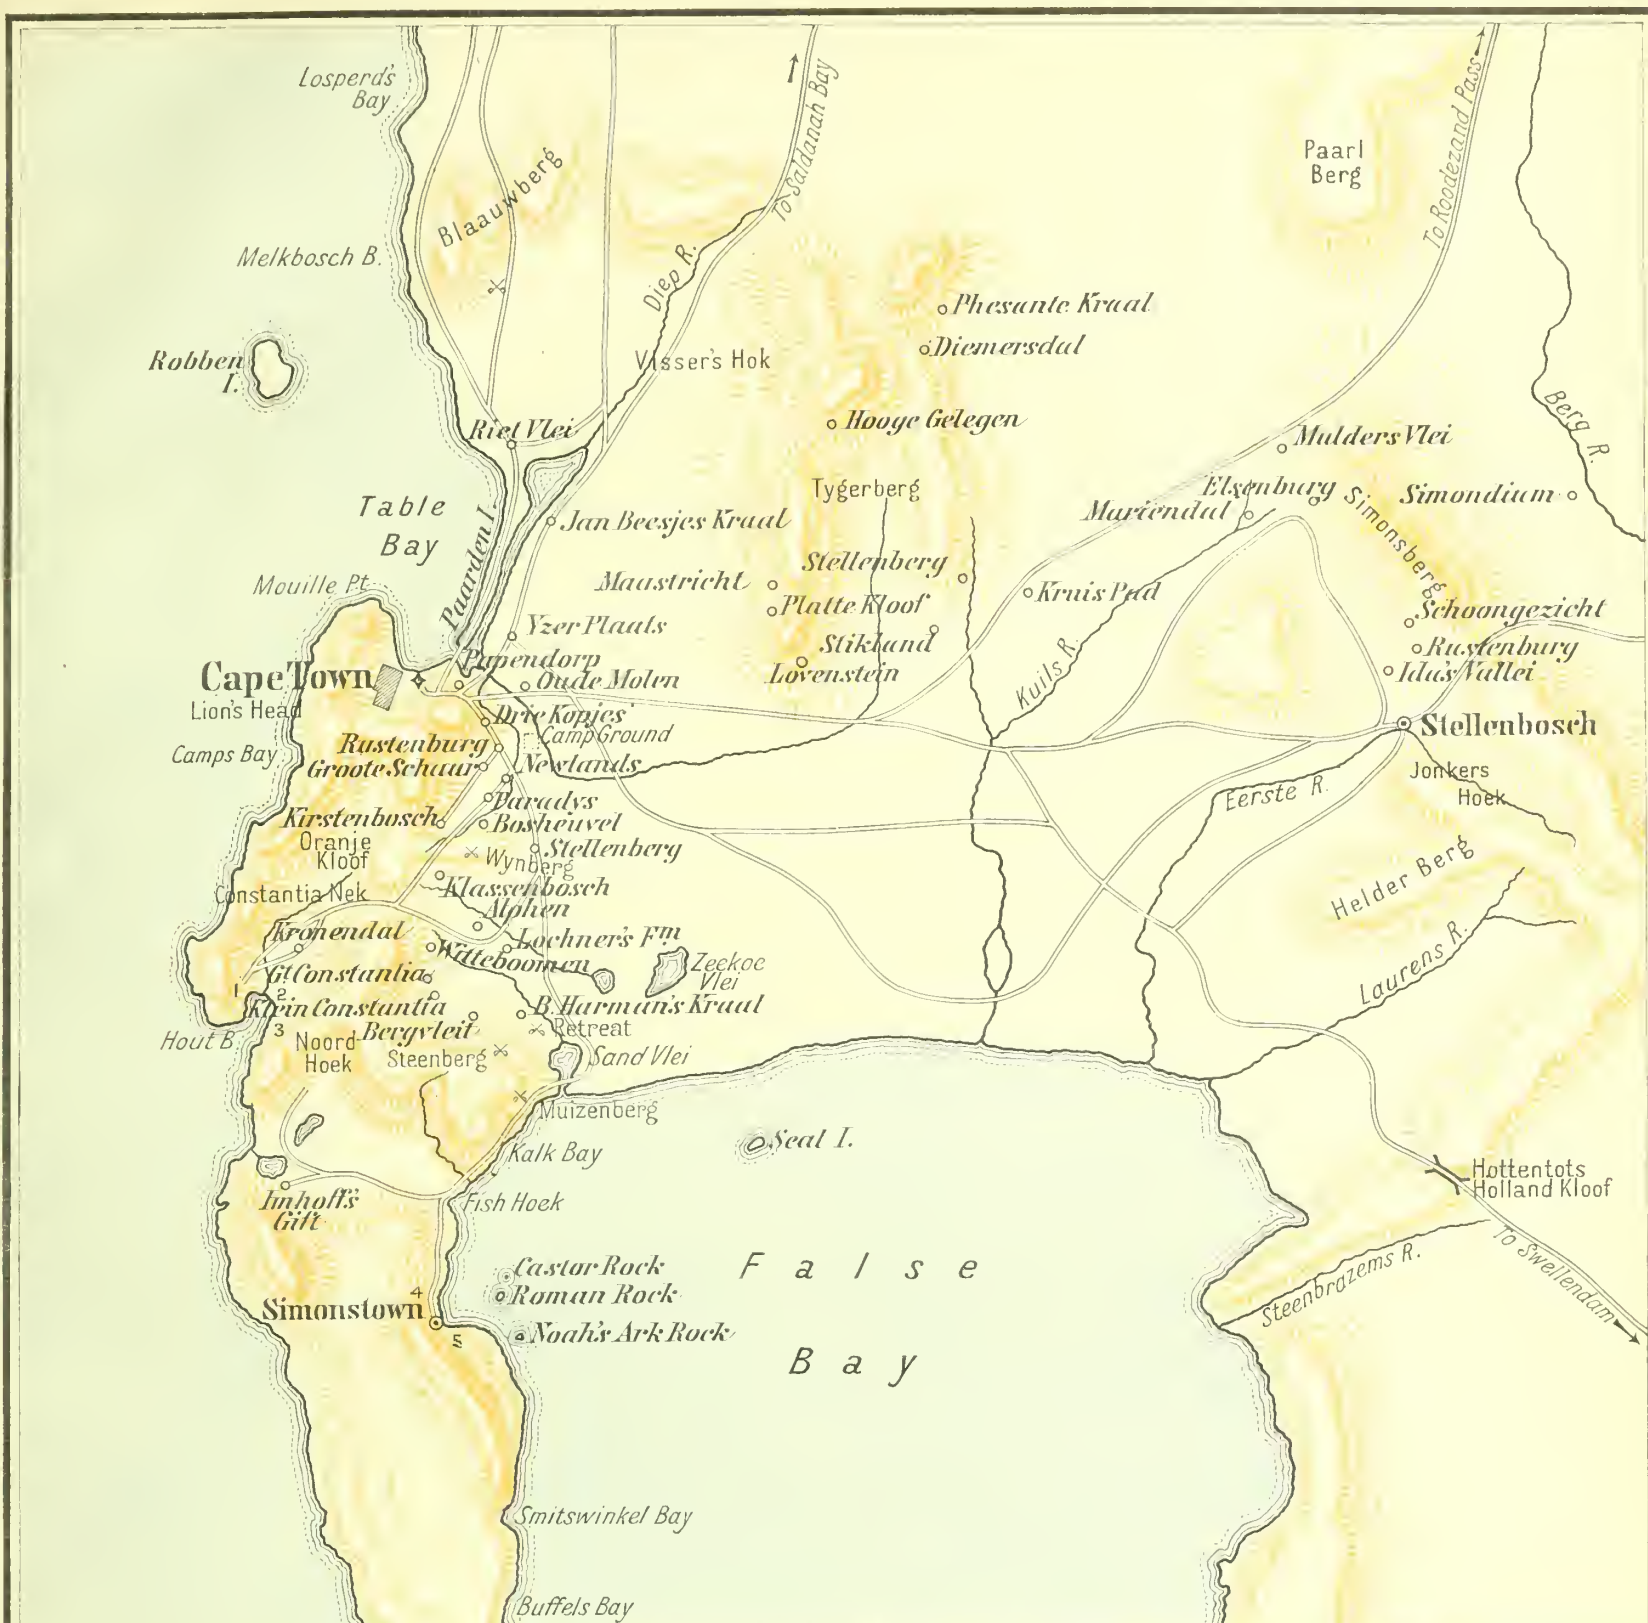 Losperd's
Bay
To Saldanah Bay
To Roodezand Pass
Paarl
Berg
Blaauwberg
Melkbosch B.
Diep R.
Phesante Kraal
Diemersdal
Visser's Hok
Robben
I.
Berg R.
Hooge Gelegen
Riet Vlei
Mulders Vlei
Tygerberg
Elsenburg
Simonsberg
Simondium
Table
Bay
Mariendal
Jan Beesjes Kraal
Paarden I.
Stellenberg
Mouille Pt.
Maastricht
Kruis Pad
Platte Kloof
Schoongezicht
Yzer Plaats
Stikland
Rustenburg
Papendorp
Lovenstein
Ida's Vallei
Cape Town
Oude Molen
Kuils R.
Lion's Head
Drie Kopjes
Stellenbosch
Camp Ground
Camps Bay
Rustenburg
Groote Schuur
Newlands
Jonkers
Hoek
Eerste R.
Paradys
Kirstenbosch
Bosheuvel
Oranje
Kloof
Stellenberg
Wynberg
Helder Berg
Constantia Nek
Klassenbosch
Alphen
Kronendal
Lochner's Fm
Witteboomen
Laurens R.
Gt. Constantia
Zeekoe
Vlei
1
2
Klein Constantia
B. Harman's Kraal
3
Bergvleit
Retreat
Hout B.
Noord
Hoek
Steenberg
Sand Vlei
Muizenberg
Seal I.
Kalk Bay
Hottentots
Holland Kloof
Imhoff's
Gift
Fish Hoek
To Swellendam
Steenbrazems R.
False
Castor Rock
Roman Rock
4
Simonstown
Noah's Ark Rock
5
Bay
Smitswinkel Bay
Buffels Bay